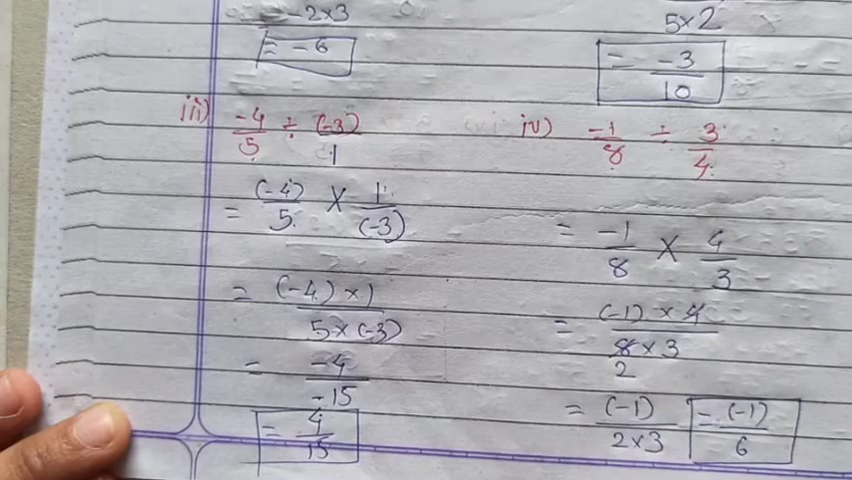 = -2×3
= -6
5×2
= -3/10
iii) -4/5 ÷ (-3)/1
= (-4)/5 × 1/(-3)
= (-4)×1 / 5×(-3)
= -4/-15
= 4/15
iv) -1/8 ÷ 3/4
= -1/8 × 4/3
= (-1)×4 / 8×3
2
= (-1) / 2×3 = (-1)/6